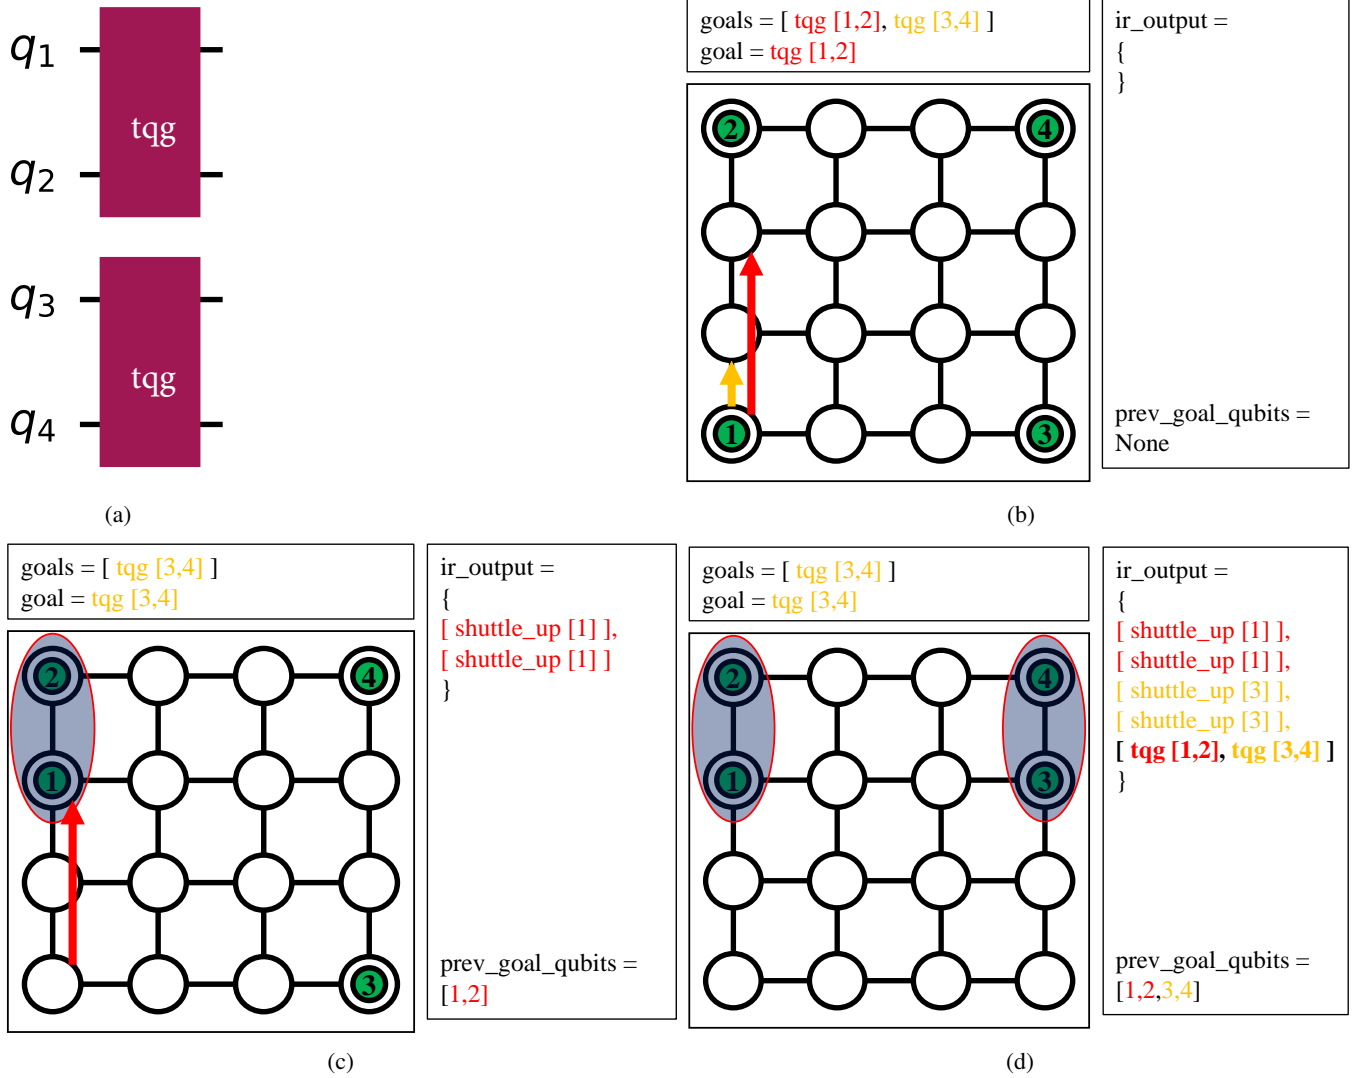 q1
tqg
q2
q3
tqg
q4
(a)
goals = [ tqg [1,2], tqg [3,4] ]
goal = tqg [1,2]
2
4
1
3
ir_output =
{
}
prev_goal_qubits =
None
(b)
goals = [ tqg [3,4] ]
goal = tqg [3,4]
2
4
1
3
ir_output =
{
[ shuttle_up [1] ],
[ shuttle_up [1] ]
}
prev_goal_qubits =
[1,2]
(c)
goals = [ tqg [3,4] ]
goal = tqg [3,4]
2
4
1
3
ir_output =
{
[ shuttle_up [1] ],
[ shuttle_up [1] ],
[ shuttle_up [3] ],
[ shuttle_up [3] ],
[ tqg [1,2], tqg [3,4] ]
}
prev_goal_qubits =
[1,2,3,4]
(d)